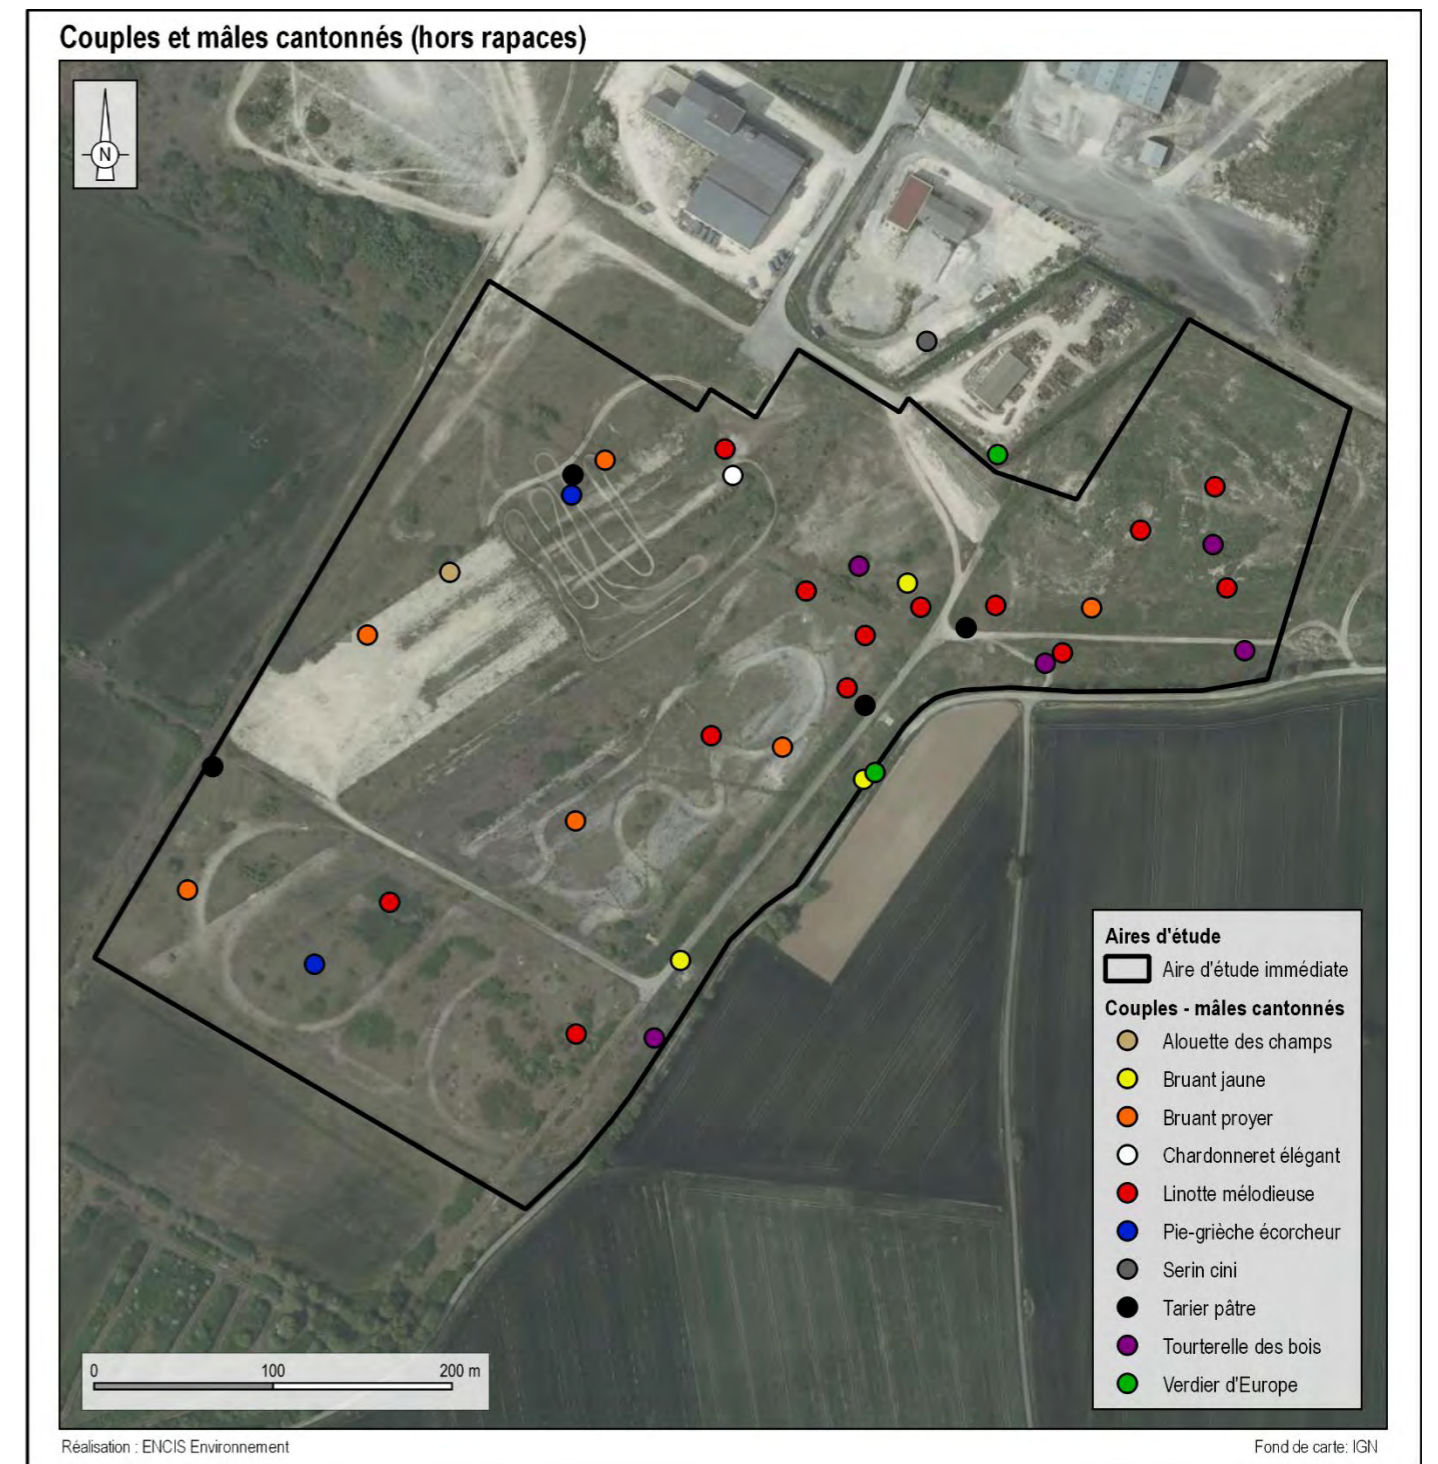 Couples et mâles cantonnés (hors rapaces)
N
Aires d'étude
Aire d'étude immédiate
Couples - mâles cantonnés
Alouette des champs
Bruant jaune
Bruant proyer
Chardonneret élégant
Linotte mélodieuse
Pie-grièche écorcheur
Serin cini
Tarier pâtre
Tourterelle des bois
Verdier d'Europe
0 100 200 m
Réalisation : ENCIS Environnement
Fond de carte: IGN